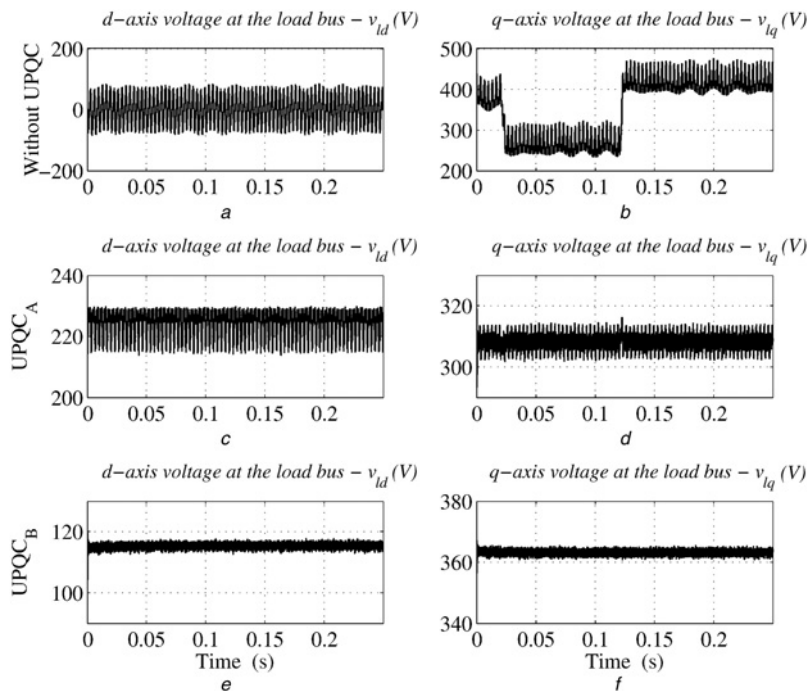 d−axis voltage at the load bus − v_ld (V)
q−axis voltage at the load bus − v_lq (V)
Without UPQC
200
0
−200
0
0.05
0.1
0.15
0.2
a
500
400
300
200
0
0.05
0.1
0.15
0.2
b
d−axis voltage at the load bus − v_ld (V)
q−axis voltage at the load bus − v_lq (V)
UPQC_A
240
220
200
0
0.05
0.1
0.15
0.2
c
320
300
0
0.05
0.1
0.15
0.2
d
d−axis voltage at the load bus − v_ld (V)
q−axis voltage at the load bus − v_lq (V)
UPQC_B
120
100
0
0.05
0.1
0.15
0.2
Time (s)
e
380
360
340
0
0.05
0.1
0.15
0.2
Time (s)
f